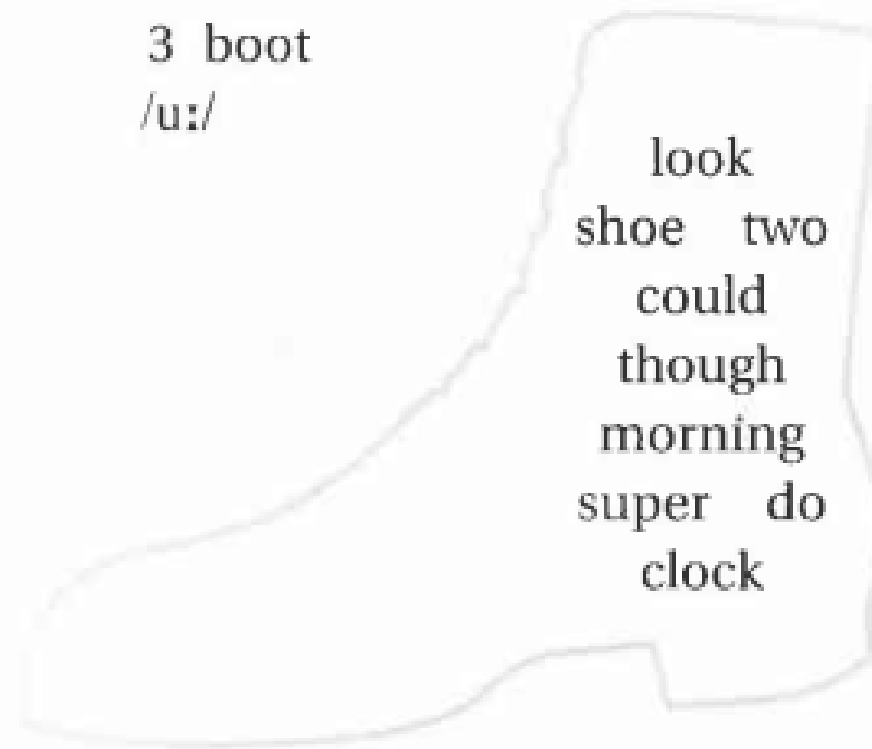 3 boot
/uː/
look
shoe two
could
though
morning
super do
clock